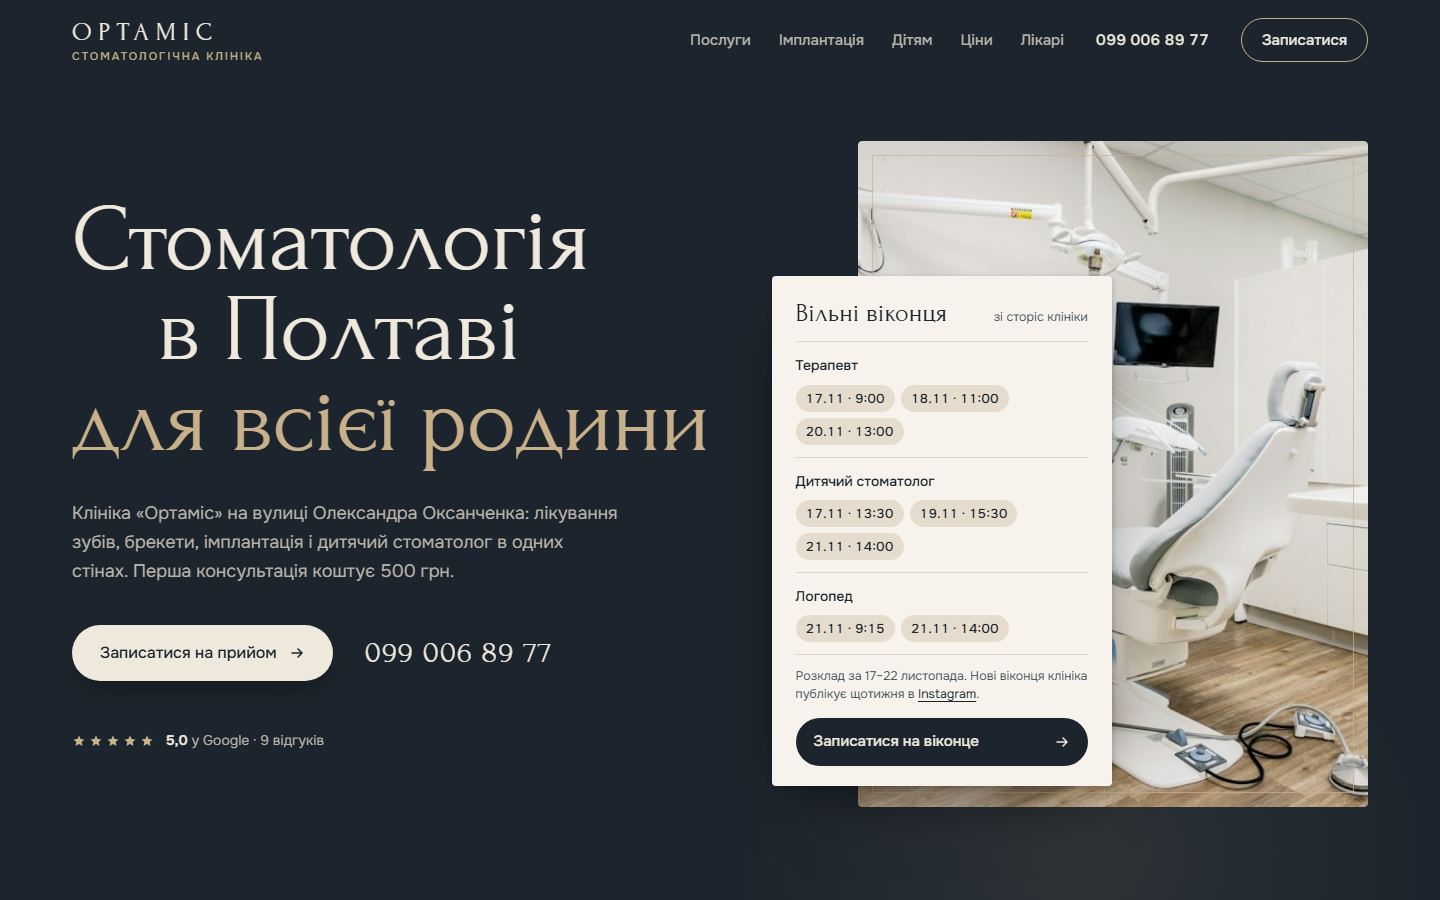 ОРТАМІС
СТОМАТОЛОГІЧНА КЛІНІКА
Послуги Імплантація Дітям Ціни Лікарі 099 006 89 77 Записатися
Стоматологія
в Полтаві
для всієї родини
Клініка «Ортаміс» на вулиці Олександра Оксанченка: лікування
зубів, брекети, імплантація і дитячий стоматолог в одних
стінах. Перша консультація коштує 500 грн.
Записатися на прийом → 099 006 89 77
★★★★★ 5,0 у Google · 9 відгуків
Вільні віконця зі сторіс клініки
Терапевт
17.11 · 9:00 18.11 · 11:00
20.11 · 13:00
Дитячий стоматолог
17.11 · 13:30 19.11 · 15:30
21.11 · 14:00
Логопед
21.11 · 9:15 21.11 · 14:00
Розклад за 17–22 листопада. Нові віконця клініка
публікує щотижня в Instagram.
Записатися на віконце →